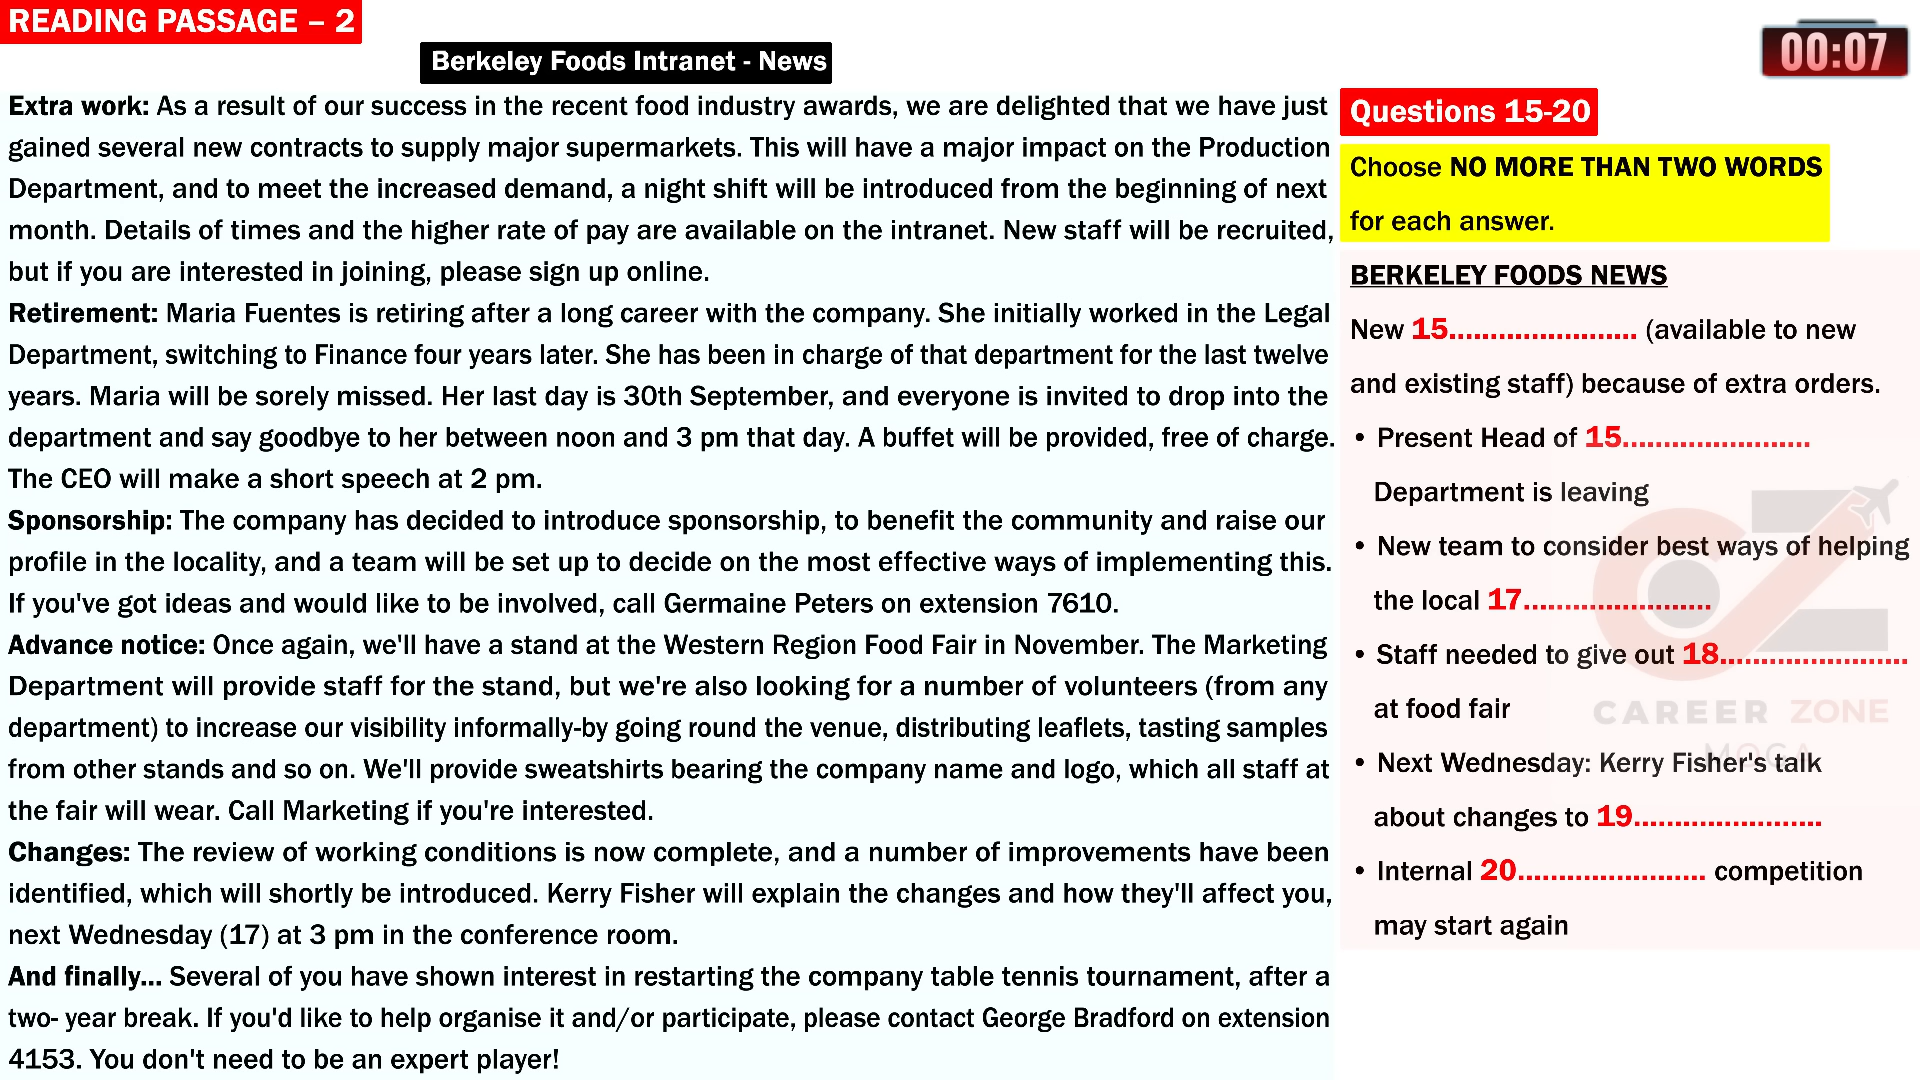 READING PASSAGE – 2
00:07
Berkeley Foods Intranet - News
Extra work: As a result of our success in the recent food industry awards, we are delighted that we have just
gained several new contracts to supply major supermarkets. This will have a major impact on the Production
Department, and to meet the increased demand, a night shift will be introduced from the beginning of next
month. Details of times and the higher rate of pay are available on the intranet. New staff will be recruited,
but if you are interested in joining, please sign up online.
Retirement: Maria Fuentes is retiring after a long career with the company. She initially worked in the Legal
Department, switching to Finance four years later. She has been in charge of that department for the last twelve
years. Maria will be sorely missed. Her last day is 30th September, and everyone is invited to drop into the
department and say goodbye to her between noon and 3 pm that day. A buffet will be provided, free of charge.
The CEO will make a short speech at 2 pm.
Sponsorship: The company has decided to introduce sponsorship, to benefit the community and raise our
profile in the locality, and a team will be set up to decide on the most effective ways of implementing this.
If you've got ideas and would like to be involved, call Germaine Peters on extension 7610.
Advance notice: Once again, we'll have a stand at the Western Region Food Fair in November. The Marketing
Department will provide staff for the stand, but we're also looking for a number of volunteers (from any
department) to increase our visibility informally-by going round the venue, distributing leaflets, tasting samples
from other stands and so on. We'll provide sweatshirts bearing the company name and logo, which all staff at
the fair will wear. Call Marketing if you're interested.
Changes: The review of working conditions is now complete, and a number of improvements have been
identified, which will shortly be introduced. Kerry Fisher will explain the changes and how they'll affect you,
next Wednesday (17) at 3 pm in the conference room.
And finally... Several of you have shown interest in restarting the company table tennis tournament, after a
two- year break. If you'd like to help organise it and/or participate, please contact George Bradford on extension
4153. You don't need to be an expert player!
Questions 15-20
Choose NO MORE THAN TWO WORDS
for each answer.
BERKELEY FOODS NEWS
New 15....................... (available to new
and existing staff) because of extra orders.
• Present Head of 15.......................
Department is leaving
• New team to consider best ways of helping
the local 17.......................
• Staff needed to give out 18.......................
at food fair
• Next Wednesday: Kerry Fisher's talk
about changes to 19.......................
• Internal 20....................... competition
may start again
CAREER ZONE
MOGA